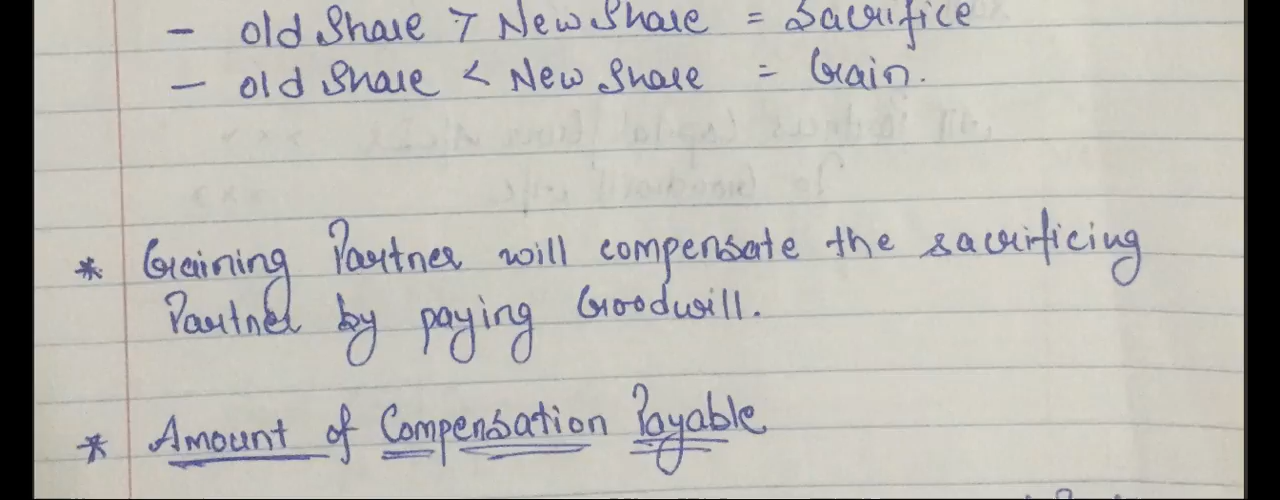 - old Share > New Share = Sacrifice
- old Share < New Share = Gain.
* Gaining Partner will compensate the sacrificing
Partner by paying Goodwill.
* Amount of Compensation Payable